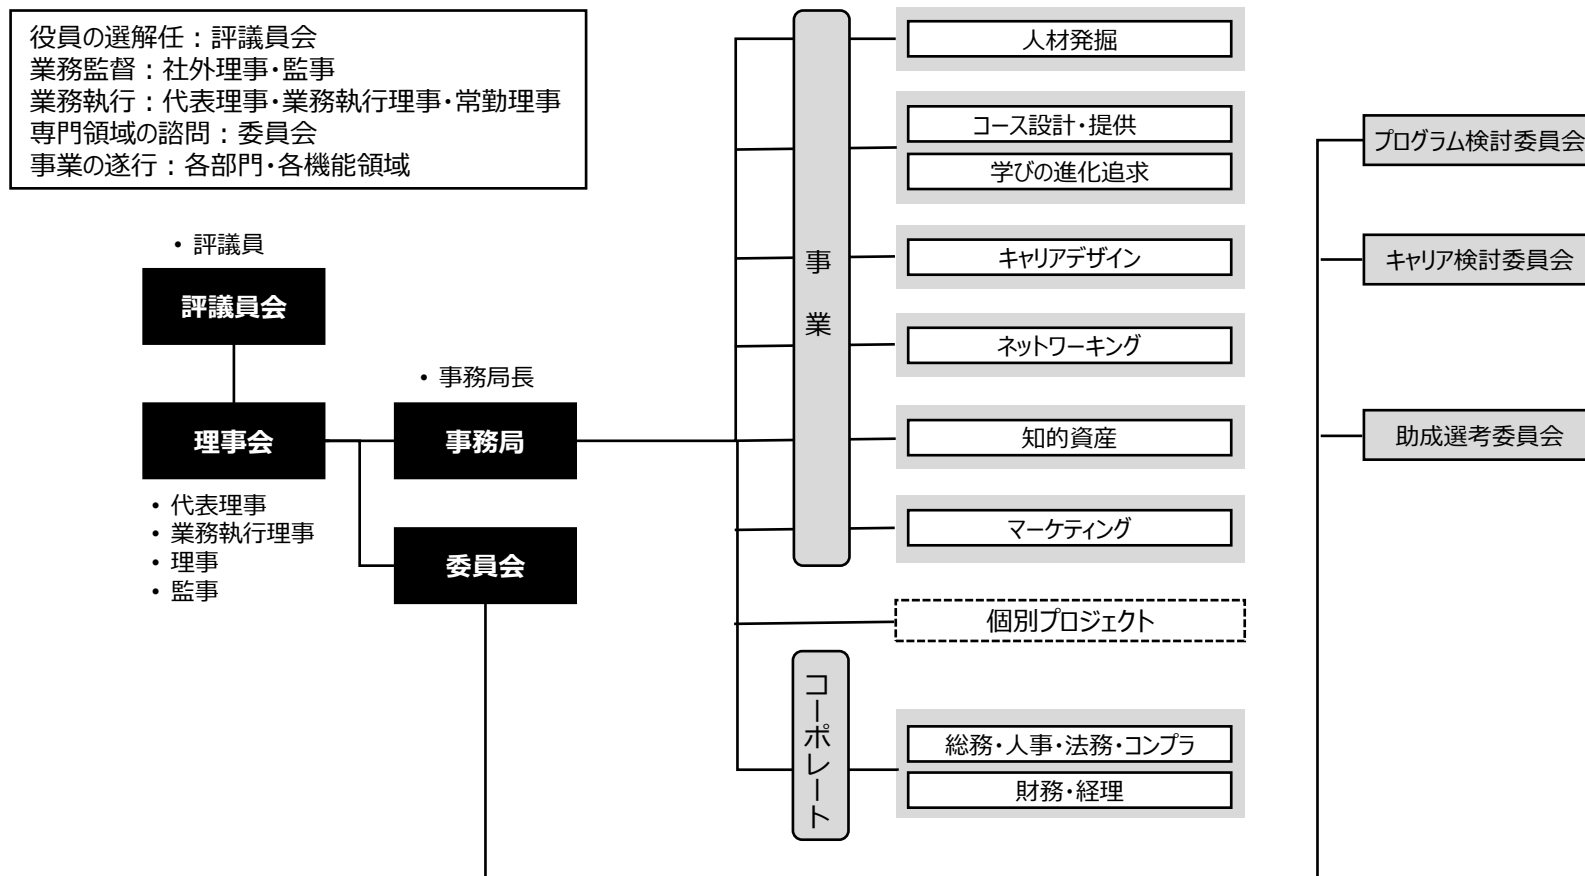 役員の選解任：評議員会
業務監督：社外理事・監事
業務執行：代表理事・業務執行理事・常勤理事
専門領域の諮問：委員会
事業の遂行：各部門・各機能領域
• 評議員
評議員会
理事会
• 代表理事
• 業務執行理事
• 理事
• 監事
• 事務局長
事務局
委員会
事業
人材発掘
コース設計・提供
学びの進化追求
キャリアデザイン
ネットワーキング
知的資産
マーケティング
個別プロジェクト
コーポレート
総務・人事・法務・コンプラ
財務・経理
プログラム検討委員会
キャリア検討委員会
助成選考委員会